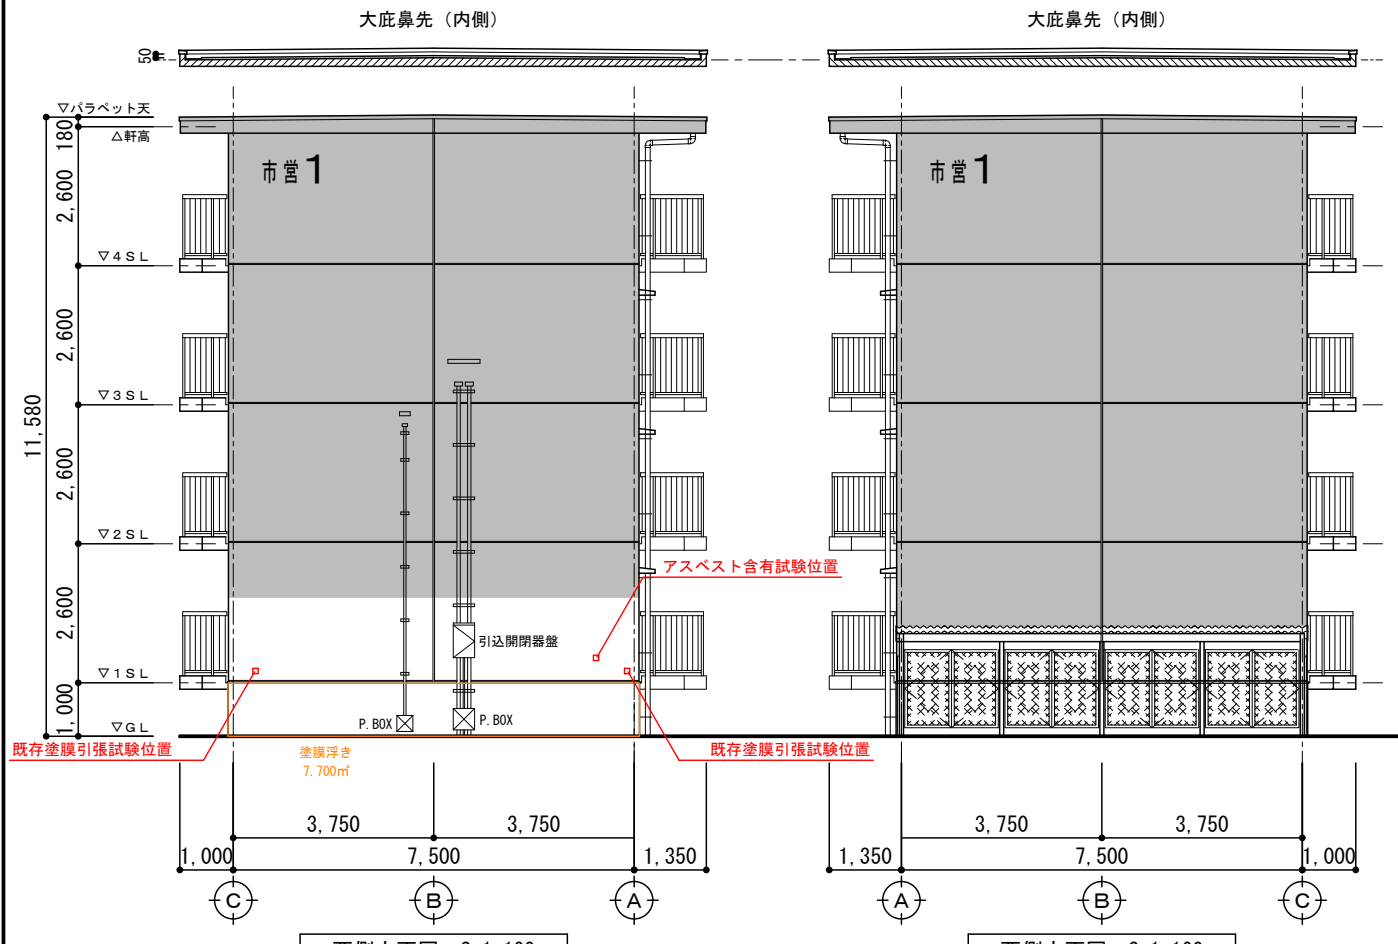 大庇鼻先（内側）
大庇鼻先（内側）
50
▽パラペット天
△軒高
180
2,600
2,600
2,600
2,600
1,000
11,580
▽4SL
▽3SL
▽2SL
▽1SL
▽GL
市営1
市営1
アスベスト含有試験位置
引込開閉器盤
P.BOX
P.BOX
既存塗膜引張試験位置
既存塗膜引張試験位置
塗膜浮き
7.700㎡
3,750
3,750
1,000
7,500
1,350
C
B
A
3,750
3,750
1,350
7,500
1,000
A
B
C